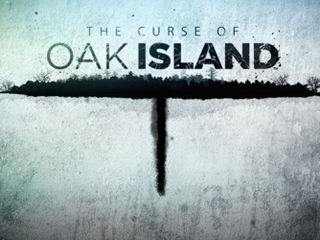 THE CURSE OF
OAK ISLAND